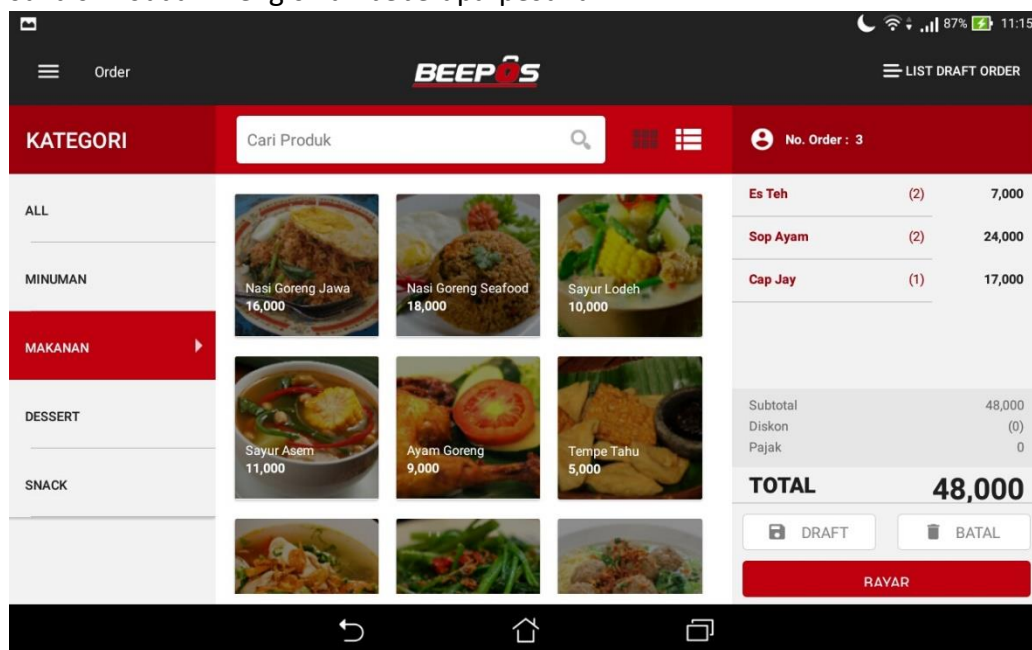 87% 11:15
Order
BEEPOS
LIST DRAFT ORDER
KATEGORI
Cari Produk
No. Order : 3
ALL
MINUMAN
MAKANAN
DESSERT
SNACK
Nasi Goreng Jawa
16,000
Nasi Goreng Seafood
18,000
Sayur Lodeh
10,000
Sayur Asem
11,000
Ayam Goreng
9,000
Tempe Tahu
5,000
Es Teh (2) 7,000
Sop Ayam (2) 24,000
Cap Jay (1) 17,000
Subtotal 48,000
Diskon (0)
Pajak 0
TOTAL 48,000
DRAFT BATAL
BAYAR